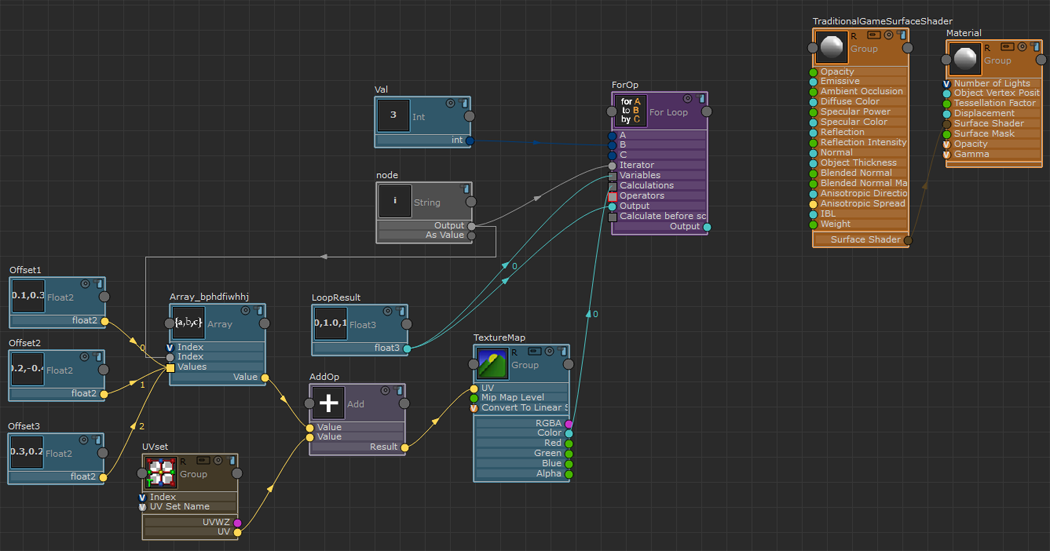 TraditionalGameSurfaceShader
R
Group
Opacity
Emissive
Ambient Occlusion
Diffuse Color
Specular Power
Specular Color
Reflection
Reflection Intensity
Normal
Object Thickness
Blended Normal
Blended Normal Ma
Anisotropic Directio
Anisotropic Spread
IBL
Weight
Surface Shader
Material
R
Group
V Number of Lights
Object Vertex Posit
Tessellation Factor
Displacement
Surface Shader
Surface Mask
V Opacity
V Gamma
Val
3
Int
int
ForOp
for A
to B
by C
For Loop
A
B
C
Iterator
Variables
Calculations
Operators
Output
Calculate before sc
Output
node
i
String
Output
As Value
Offset1
0.1,0.3
Float2
float2
0
Offset2
0.2,-0.4
Float2
float2
1
Offset3
0.3,0.2
Float2
float2
2
Array_bphdfiwhhj
{a,b,c}
Array
V Index
Index
Values
Value
LoopResult
0,1.0,1
Float3
float3
0
0
AddOp
+
Add
Value
Value
Result
UVset
R
Group
V Index
V UV Set Name
UVWZ
UV
TextureMap
R
Group
UV
Mip Map Level
V Convert To Linear S
RGBA
Color
Red
Green
Blue
Alpha